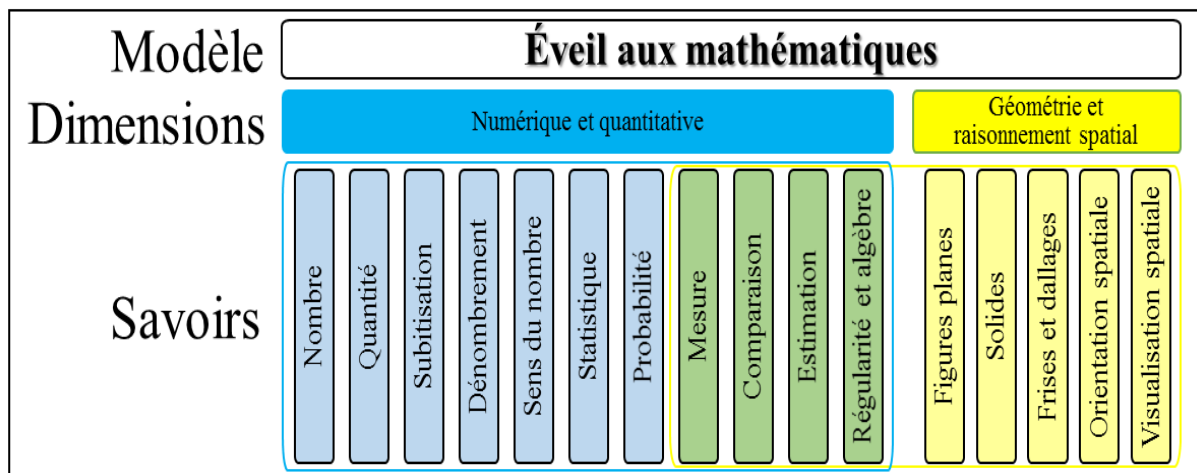 Modèle
Éveil aux mathématiques
Dimensions
Numérique et quantitative
Géométrie et
raisonnement spatial
Savoirs
Nombre
Quantité
Subitisation
Dénombrement
Sens du nombre
Statistique
Probabilité
Mesure
Comparaison
Estimation
Régularité et algèbre
Figures planes
Solides
Frises et dallages
Orientation spatiale
Visualisation spatiale